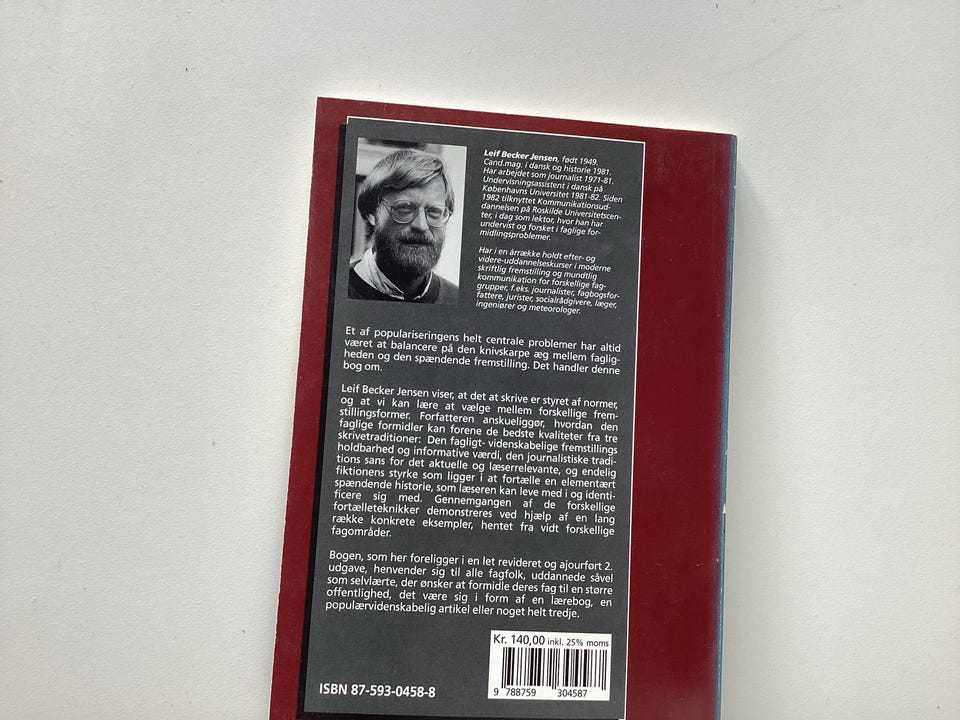 Leif Becker Jensen, født 1949.
Cand.mag. i dansk og historie 1981.
Har arbejdet som journalist 1971-81.
Undervisningsassistent i dansk på
Københavns Universitet 1981-82. Siden
1982 tilknyttet Kommunikationsud-
dannelsen på Roskilde Universitetscen-
ter, i dag som lektor, hvor han har
undervist og forsket i faglige for-
midlingsproblemer.
Har i en årrække holdt efter- og
videre-uddannelseskurser i moderne
skriftlig fremstilling og mundtlig
kommunikation for forskellige fag-
grupper, f.eks. journalister, fagbogsfor-
fattere, jurister, socialrådgivere, læger,
ingeniører og meteorologer.
Et af populariseringens helt centrale problemer har altid
været at balancere på den knivskarpe æg mellem faglig-
heden og den spændende fremstilling. Det handler denne
bog om.
Leif Becker Jensen viser, at det at skrive er styret af normer,
og at vi kan lære at vælge mellem forskellige frem-
stillingsformer. Forfatteren anskueliggør, hvordan den
faglige formidler kan forene de bedste kvaliteter fra tre
skrivetraditioner: Den fagligt- videnskabelige fremstillings
holdbarhed og informative værdi, den journalistiske tradi-
tions sans for det aktuelle og læserrelevante, og endelig
fiktionens styrke som ligger i at fortælle en elementært
spændende historie, som læseren kan leve med i og identi-
ficere sig med. Gennemgangen af de forskellige
fortælleteknikker demonstreres ved hjælp af en lang
række konkrete eksempler, hentet fra vidt forskellige
fagområder.
Bogen, som her foreligger i en let revideret og ajourført 2.
udgave, henvender sig til alle fagfolk, uddannede såvel
som selvlærte, der ønsker at formidle deres fag til en større
offentlighed, det være sig i form af en lærebog, en
populærvidenskabelig artikel eller noget helt tredje.
Kr. 140,00 inkl. 25% moms
9 788759 304587
ISBN 87-593-0458-8